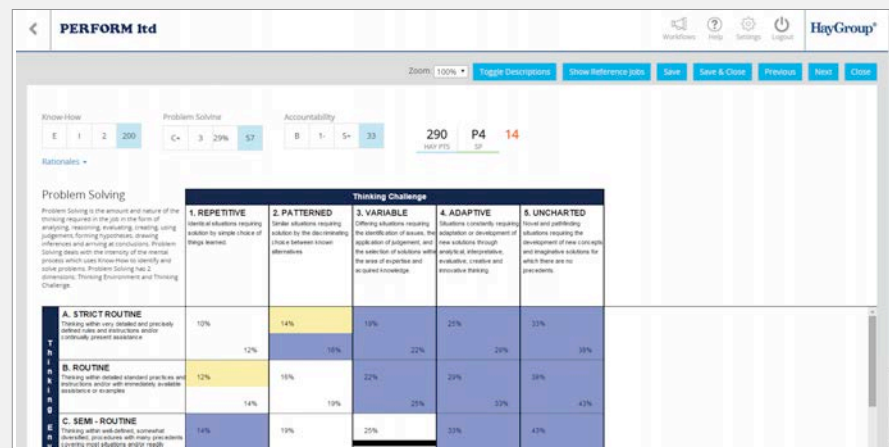 PERFORM ltd
Workflows
Help
Settings
Logout
HayGroup®
Zoom: 100%
Toggle Descriptions
Show Reference Jobs
Save
Save & Close
Previous
Next
Close
Know-How
Problem Solving
Accountability
E I 2 200
C+ 3 29% 57
B 1- S+ 33
290 P4 14
HAY PTS SP
Rationales
Problem Solving
Problem Solving is the amount and nature of the
thinking required in the job in the form of
analysing, reasoning, evaluating, creating, using
judgement, forming hypotheses, drawing
inferences and arriving at conclusions. Problem
Solving deals with the intensity of the mental
process which uses Know-How to identify and
solve problems. Problem Solving has 2
dimensions: Thinking Environment and Thinking
Challenge.
Thinking Challenge
1. REPETITIVE
Identical situations requiring
solution by simple choice of
things learned.
2. PATTERNED
Similar situations requiring
solution by the discriminating
choice between known
alternatives
3. VARIABLE
Differing situations requiring
the identification of issues, the
application of judgement, and
the selection of solutions within
the area of expertise and
acquired knowledge.
4. ADAPTIVE
Situations constantly requiring
adaptation or development of
new solutions through
analytical, interpretative,
evaluative, creative and
innovative thinking.
5. UNCHARTED
Novel and pathfinding
situations requiring the
development of new concepts
and imaginative solutions for
which there are no
precedents.
Thinking
A. STRICT ROUTINE
Thinking within very detailed and precisely
defined rules and instructions and/or
continually present assistance
10% 14% 19% 25% 33%
12% 16% 22% 29% 38%
B. ROUTINE
Thinking within detailed standard practices and
instructions and/or with immediately available
assistance or examples
12% 16% 22% 29% 38%
14% 19% 25% 33% 43%
C. SEMI - ROUTINE
Thinking within well-defined, somewhat
diversified, procedures with many precedents
covering most situations and/or readily
14% 19% 25% 33% 43%